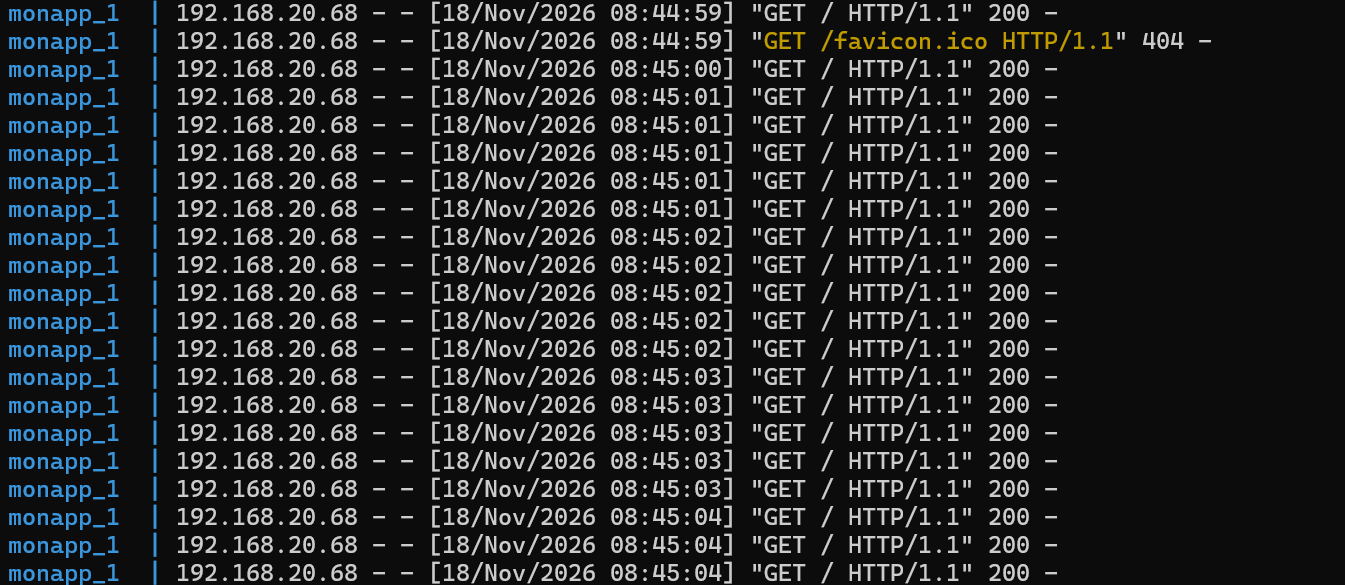 monapp_1  | 192.168.20.68 - - [18/Nov/2026 08:44:59] "GET / HTTP/1.1" 200 -
monapp_1  | 192.168.20.68 - - [18/Nov/2026 08:44:59] "GET /favicon.ico HTTP/1.1" 404 -
monapp_1  | 192.168.20.68 - - [18/Nov/2026 08:45:00] "GET / HTTP/1.1" 200 -
monapp_1  | 192.168.20.68 - - [18/Nov/2026 08:45:01] "GET / HTTP/1.1" 200 -
monapp_1  | 192.168.20.68 - - [18/Nov/2026 08:45:01] "GET / HTTP/1.1" 200 -
monapp_1  | 192.168.20.68 - - [18/Nov/2026 08:45:01] "GET / HTTP/1.1" 200 -
monapp_1  | 192.168.20.68 - - [18/Nov/2026 08:45:01] "GET / HTTP/1.1" 200 -
monapp_1  | 192.168.20.68 - - [18/Nov/2026 08:45:01] "GET / HTTP/1.1" 200 -
monapp_1  | 192.168.20.68 - - [18/Nov/2026 08:45:02] "GET / HTTP/1.1" 200 -
monapp_1  | 192.168.20.68 - - [18/Nov/2026 08:45:02] "GET / HTTP/1.1" 200 -
monapp_1  | 192.168.20.68 - - [18/Nov/2026 08:45:02] "GET / HTTP/1.1" 200 -
monapp_1  | 192.168.20.68 - - [18/Nov/2026 08:45:02] "GET / HTTP/1.1" 200 -
monapp_1  | 192.168.20.68 - - [18/Nov/2026 08:45:02] "GET / HTTP/1.1" 200 -
monapp_1  | 192.168.20.68 - - [18/Nov/2026 08:45:03] "GET / HTTP/1.1" 200 -
monapp_1  | 192.168.20.68 - - [18/Nov/2026 08:45:03] "GET / HTTP/1.1" 200 -
monapp_1  | 192.168.20.68 - - [18/Nov/2026 08:45:03] "GET / HTTP/1.1" 200 -
monapp_1  | 192.168.20.68 - - [18/Nov/2026 08:45:03] "GET / HTTP/1.1" 200 -
monapp_1  | 192.168.20.68 - - [18/Nov/2026 08:45:03] "GET / HTTP/1.1" 200 -
monapp_1  | 192.168.20.68 - - [18/Nov/2026 08:45:04] "GET / HTTP/1.1" 200 -
monapp_1  | 192.168.20.68 - - [18/Nov/2026 08:45:04] "GET / HTTP/1.1" 200 -
monapp_1  | 192.168.20.68 - - [18/Nov/2026 08:45:04] "GET / HTTP/1.1" 200 -